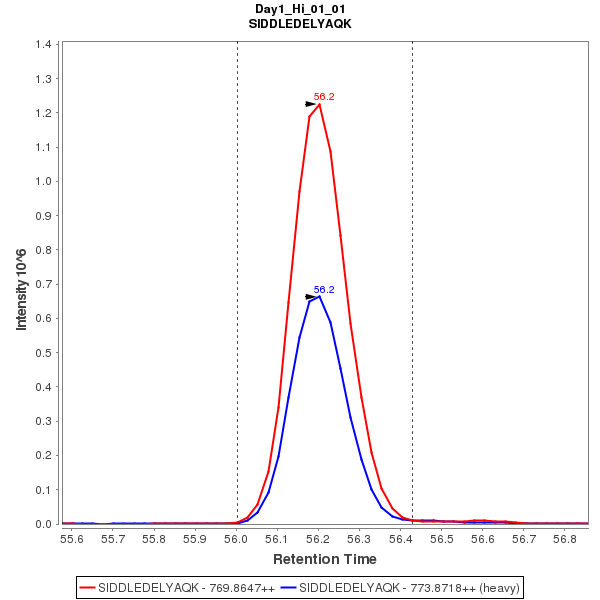 Day1_Hi_01_01
SIDDLEDELYAQK
1.4
1.3
1.2
1.1
1.0
0.9
0.8
0.7
0.6
0.5
0.4
0.3
0.2
0.1
0.0
Intensity 10^6
56.2
56.2
55.6 55.7 55.8 55.9 56.0 56.1 56.2 56.3 56.4 56.5 56.6 56.7 56.8
Retention Time
SIDDLEDELYAQK - 769.8647++ SIDDLEDELYAQK - 773.8718++ (heavy)